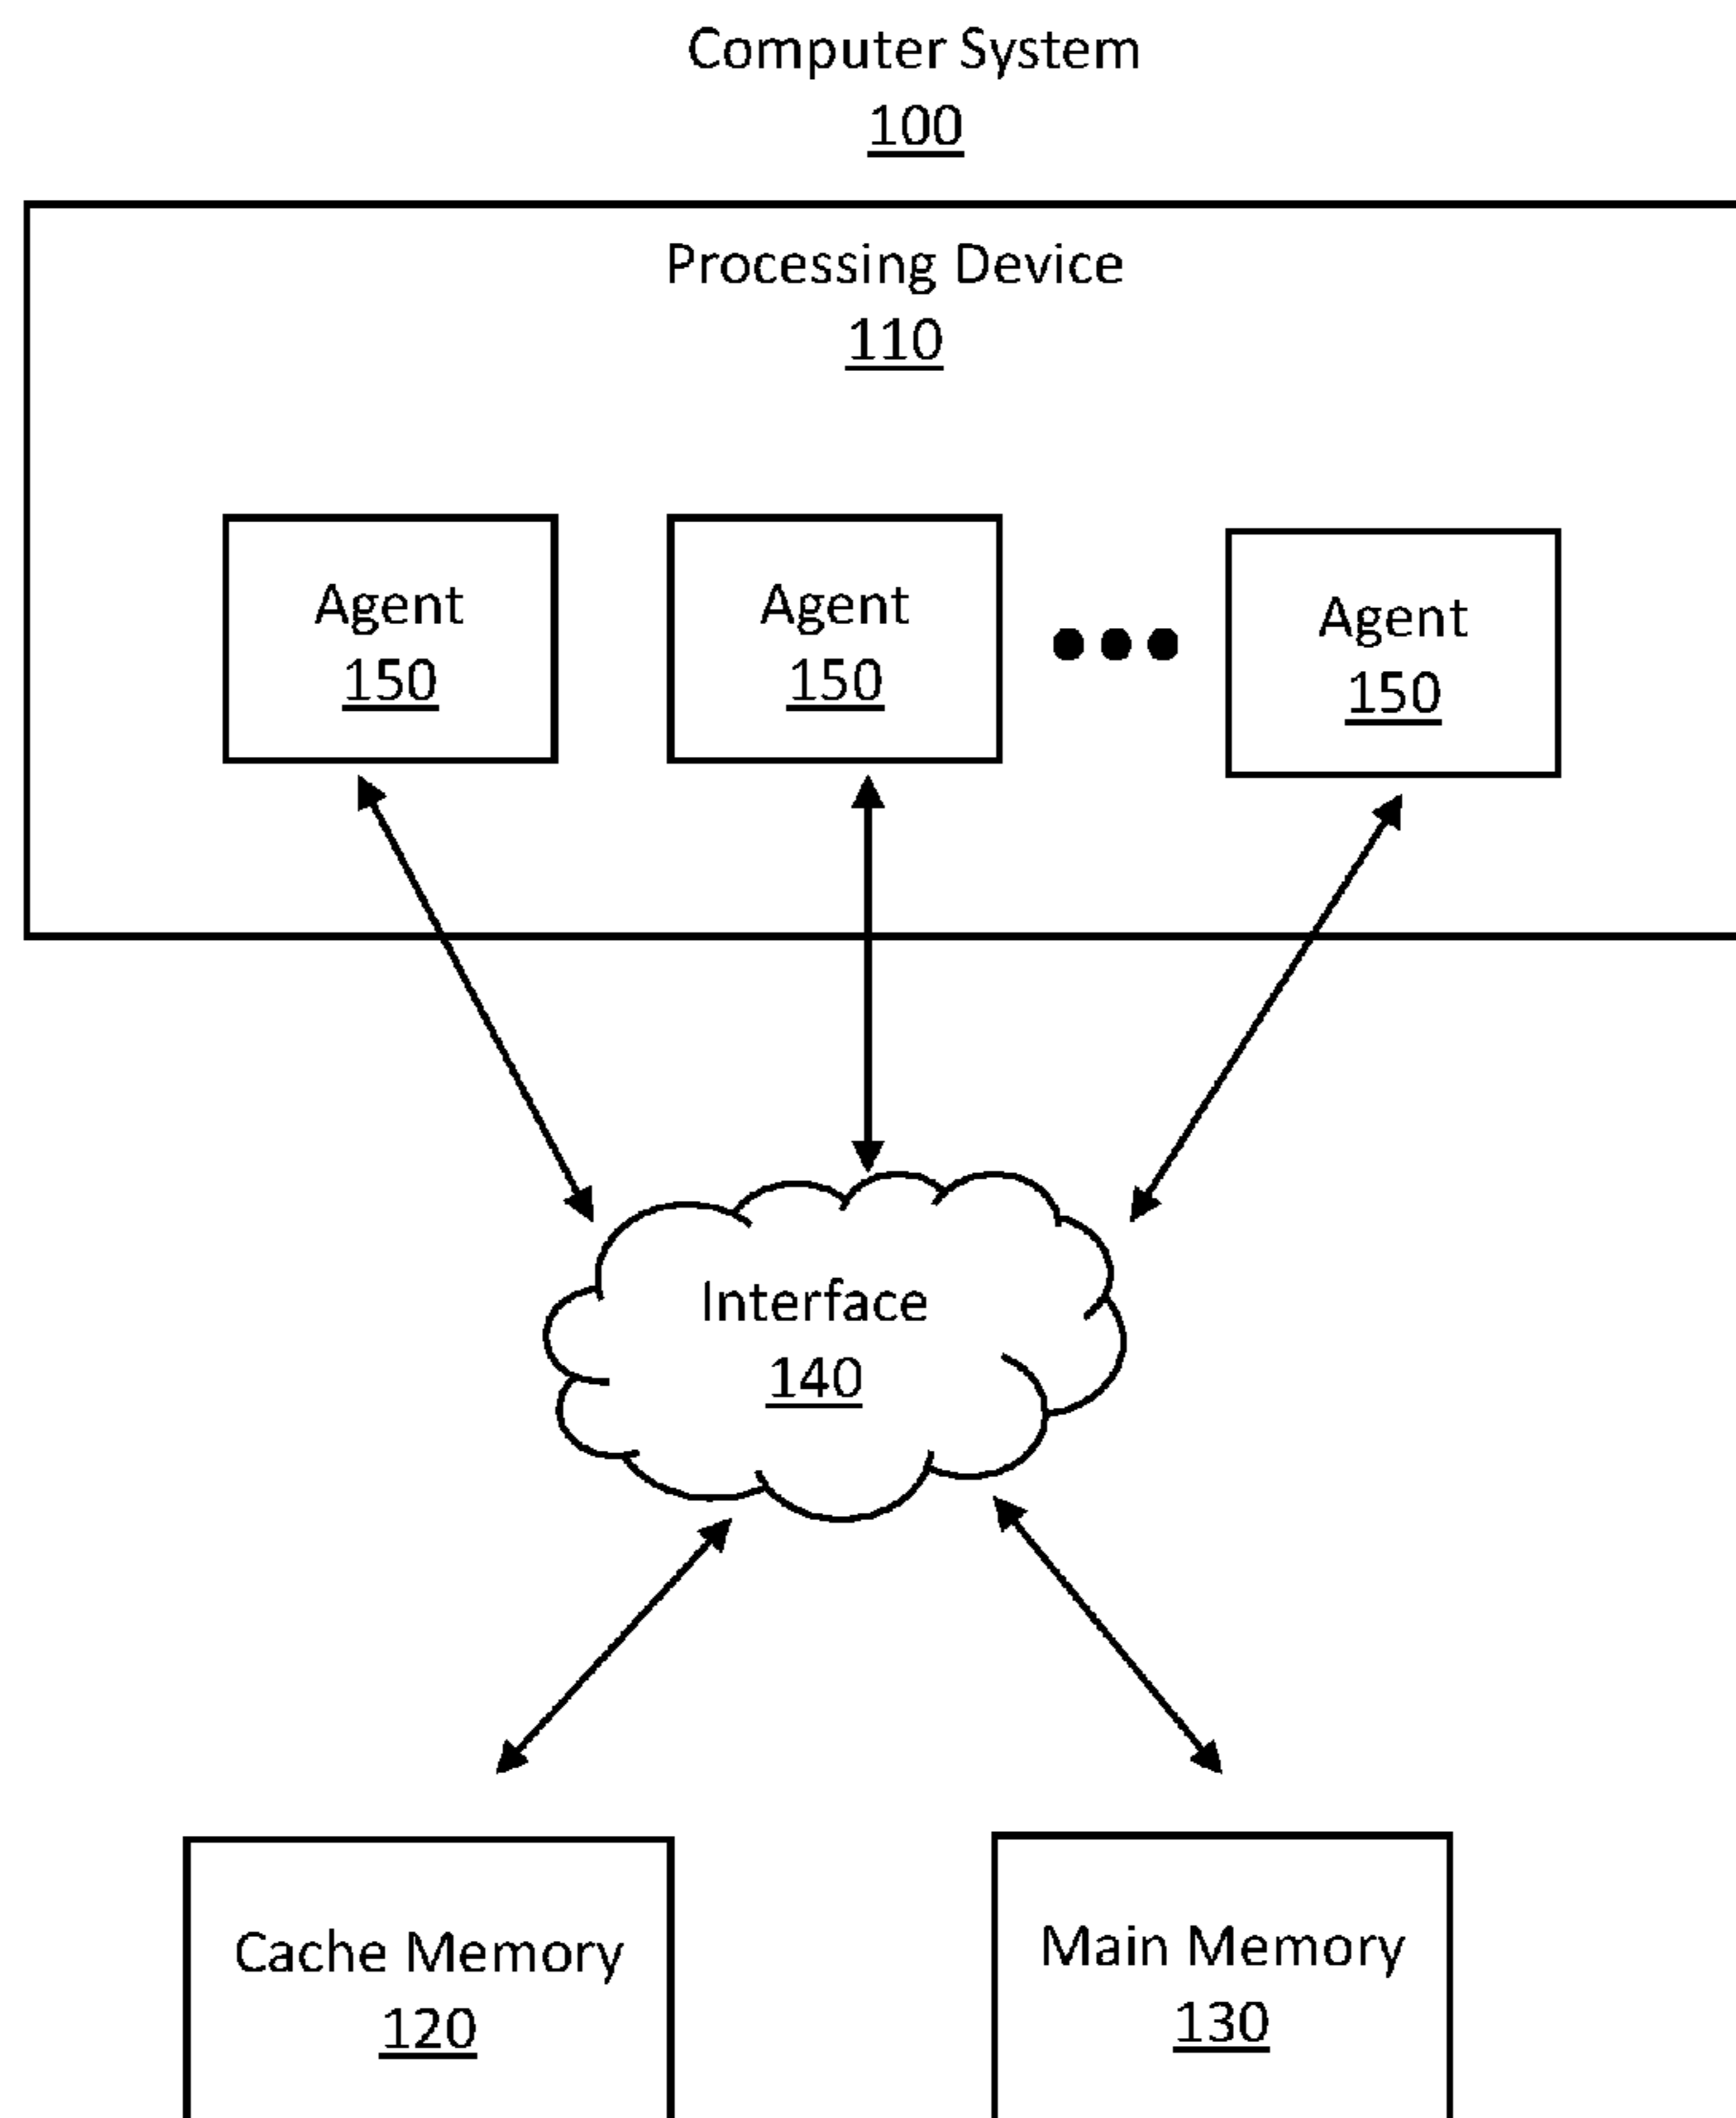 Computer System
100
Processing Device
110
Agent
150
Agent
150
Agent
150
Interface
140
Cache Memory
120
Main Memory
130